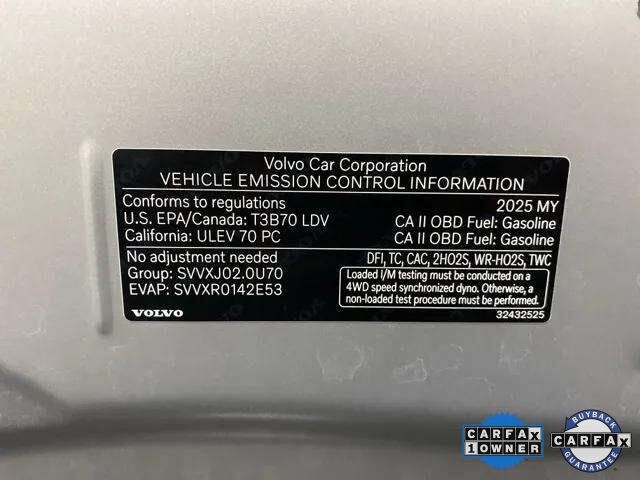 Volvo Car Corporation
VEHICLE EMISSION CONTROL INFORMATION
Conforms to regulations 2025 MY
U.S. EPA/Canada: T3B70 LDV CA II OBD Fuel: Gasoline
California: ULEV 70 PC CA II OBD Fuel: Gasoline
No adjustment needed DFI, TC, CAC, 2HO2S, WR-HO2S, TWC
Group: SVVXJ02.0U70
EVAP: SVVXR0142E53
Loaded I/M testing must be conducted on a
4WD speed synchronized dyno. Otherwise, a
non-loaded test procedure must be performed.
VOLVO 32432525
CARFAX
1 OWNER
BUYBACK
CARFAX
GUARANTEE